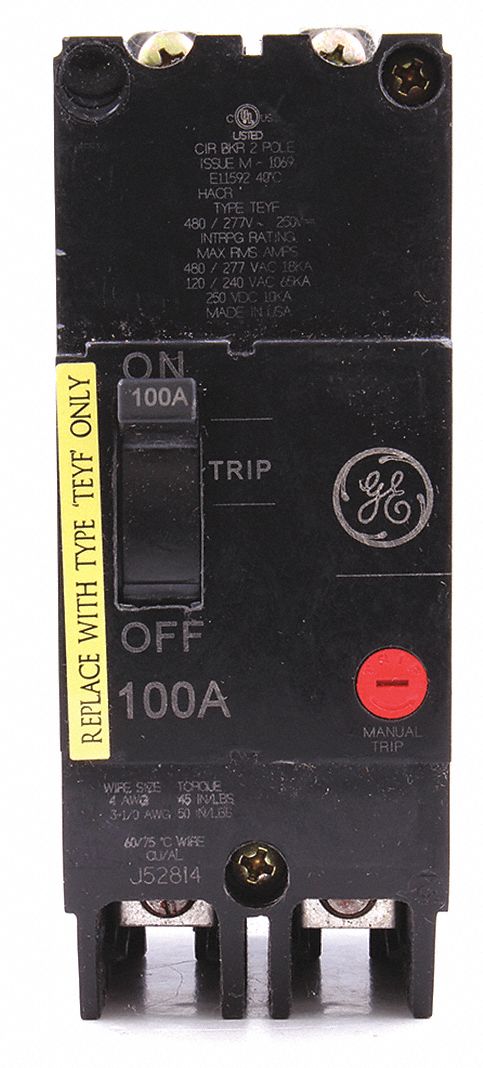 C UL US
LISTED
CIR BKR 2 POLE
ISSUE M - 1069
E11592 40°C
HACR
TYPE TEYF
480 / 277V~ 250V⎓
INTRPG RATING
MAX RMS AMPS
480 / 277 VAC 18KA
120 / 240 VAC 65KA
250 VDC 10KA
MADE IN USA
ON
100A
TRIP
GE
OFF
100A
REPLACE WITH TYPE 'TEYF' ONLY
MANUAL
TRIP
WIRE SIZE TORQUE
4 AWG 45 IN/LBS
3-1/0 AWG 50 IN/LBS
60/75 °C WIRE
CU/AL
J52814